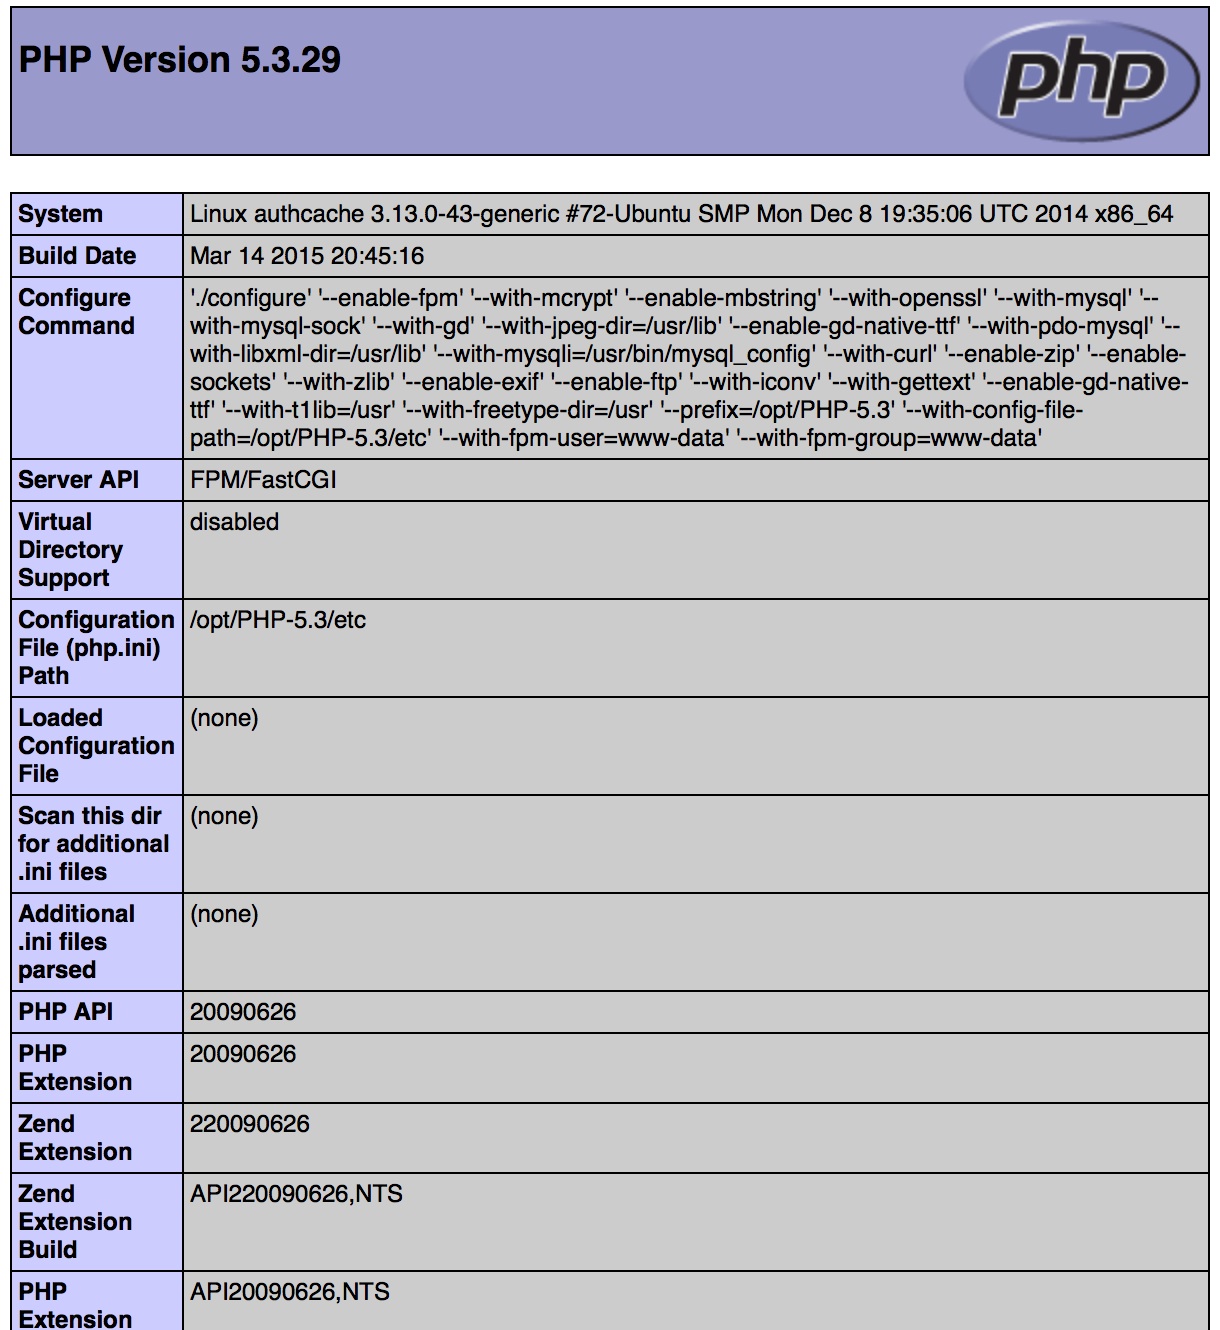 PHP Version 5.3.29
php
System
Linux authcache 3.13.0-43-generic #72-Ubuntu SMP Mon Dec 8 19:35:06 UTC 2014 x86_64
Build Date
Mar 14 2015 20:45:16
Configure
Command
'./configure' '--enable-fpm' '--with-mcrypt' '--enable-mbstring' '--with-openssl' '--with-mysql' '--
with-mysql-sock' '--with-gd' '--with-jpeg-dir=/usr/lib' '--enable-gd-native-ttf' '--with-pdo-mysql' '--
with-libxml-dir=/usr/lib' '--with-mysqli=/usr/bin/mysql_config' '--with-curl' '--enable-zip' '--enable-
sockets' '--with-zlib' '--enable-exif' '--enable-ftp' '--with-iconv' '--with-gettext' '--enable-gd-native-
ttf' '--with-t1lib=/usr' '--with-freetype-dir=/usr' '--prefix=/opt/PHP-5.3' '--with-config-file-
path=/opt/PHP-5.3/etc' '--with-fpm-user=www-data' '--with-fpm-group=www-data'
Server API
FPM/FastCGI
Virtual
Directory
Support
disabled
Configuration
File (php.ini)
Path
/opt/PHP-5.3/etc
Loaded
Configuration
File
(none)
Scan this dir
for additional
.ini files
(none)
Additional
.ini files
parsed
(none)
PHP API
20090626
PHP
Extension
20090626
Zend
Extension
220090626
Zend
Extension
Build
API220090626,NTS
PHP
Extension
API20090626,NTS